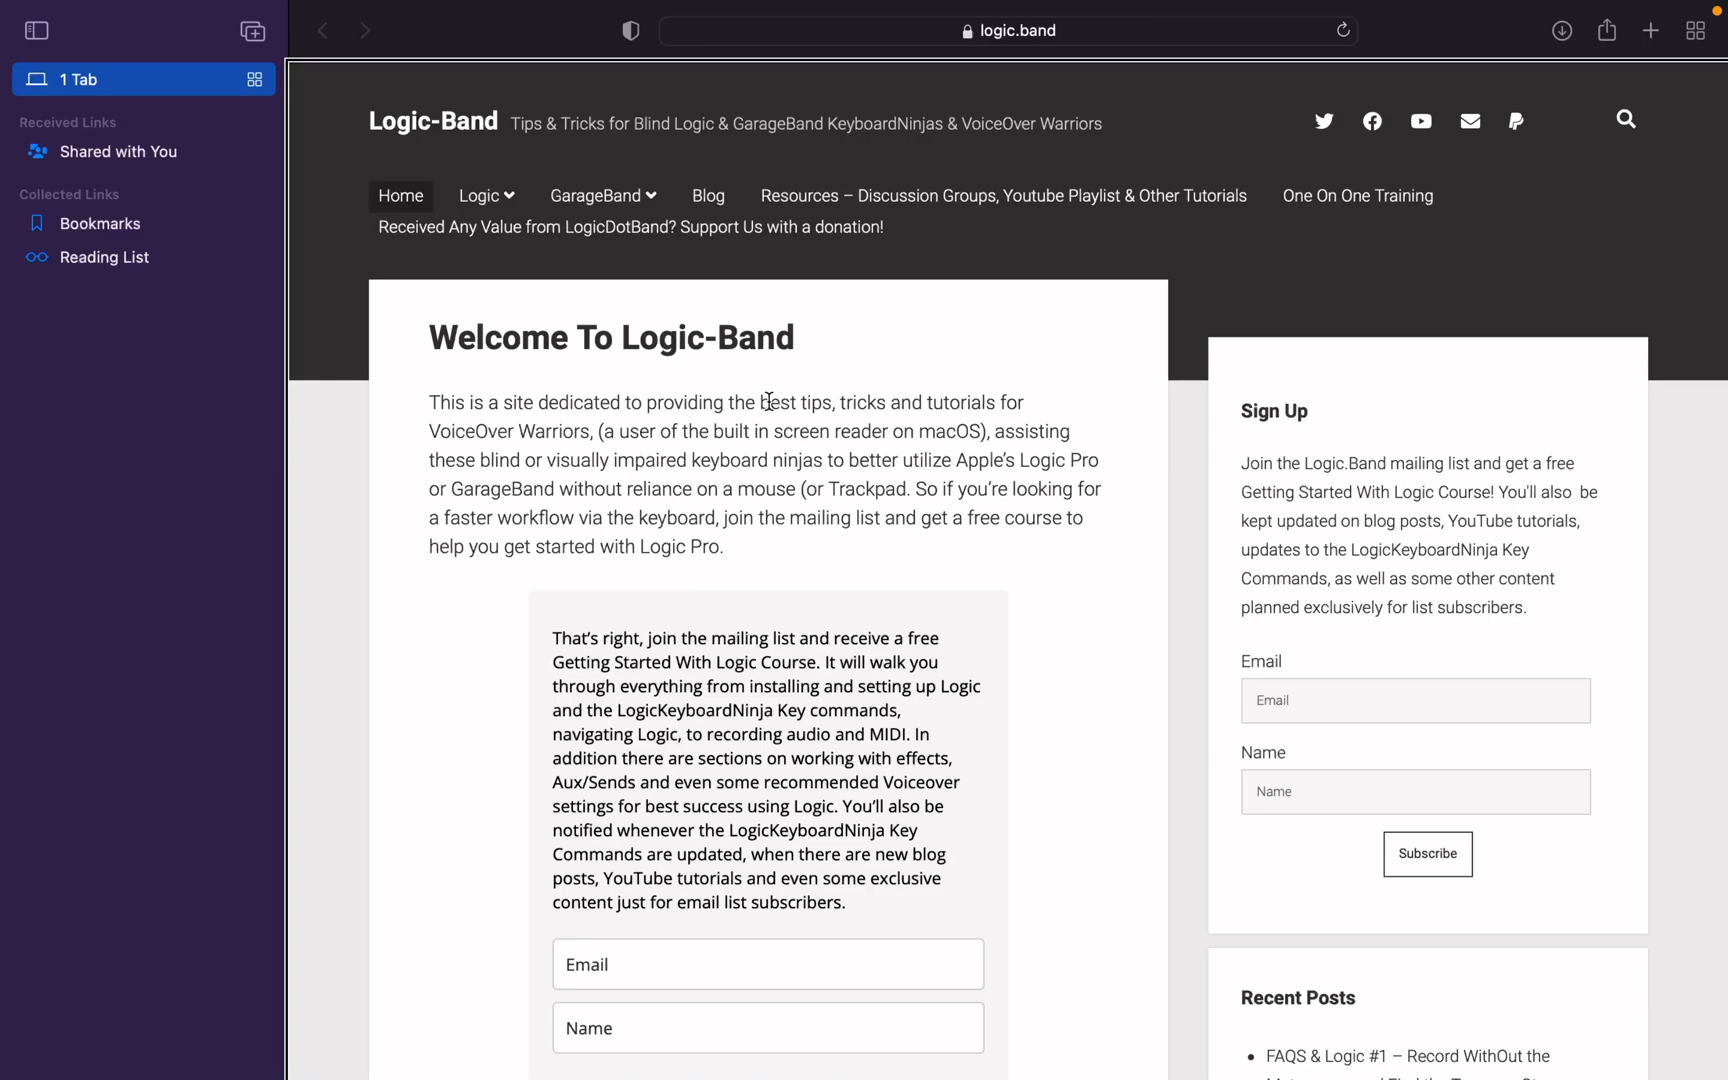 logic.band
1 Tab
Received Links
Shared with You
Collected Links
Bookmarks
Reading List
Logic-Band Tips & Tricks for Blind Logic & GarageBand KeyboardNinjas & VoiceOver Warriors
Home Logic GarageBand Blog Resources – Discussion Groups, Youtube Playlist & Other Tutorials One On One Training
Received Any Value from LogicDotBand? Support Us with a donation!
Welcome To Logic-Band
This is a site dedicated to providing the best tips, tricks and tutorials for
VoiceOver Warriors, (a user of the built in screen reader on macOS), assisting
these blind or visually impaired keyboard ninjas to better utilize Apple’s Logic Pro
or GarageBand without reliance on a mouse (or Trackpad. So if you’re looking for
a faster workflow via the keyboard, join the mailing list and get a free course to
help you get started with Logic Pro.
That’s right, join the mailing list and receive a free
Getting Started With Logic Course. It will walk you
through everything from installing and setting up Logic
and the LogicKeyboardNinja Key commands,
navigating Logic, to recording audio and MIDI. In
addition there are sections on working with effects,
Aux/Sends and even some recommended Voiceover
settings for best success using Logic. You’ll also be
notified whenever the LogicKeyboardNinja Key
Commands are updated, when there are new blog
posts, YouTube tutorials and even some exclusive
content just for email list subscribers.
Email
Name
Sign Up
Join the Logic.Band mailing list and get a free
Getting Started With Logic Course! You'll also be
kept updated on blog posts, YouTube tutorials,
updates to the LogicKeyboardNinja Key
Commands, as well as some other content
planned exclusively for list subscribers.
Email
Email
Name
Name
Subscribe
Recent Posts
FAQS & Logic #1 – Record WithOut the